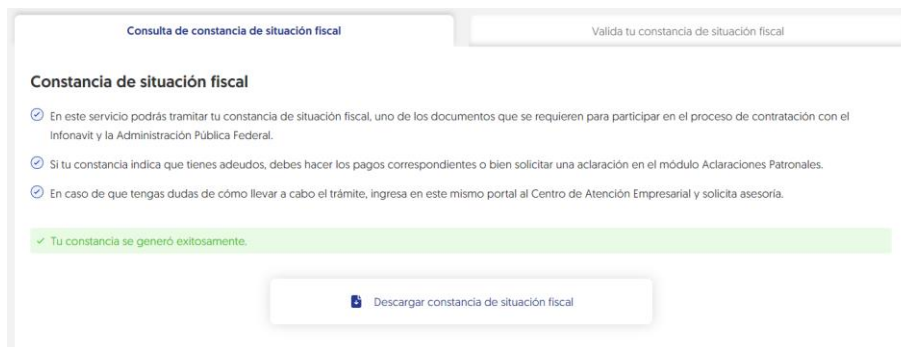 Consulta de constancia de situación fiscal
Valida tu constancia de situación fiscal
Constancia de situación fiscal
En este servicio podrás tramitar tu constancia de situación fiscal, uno de los documentos que se requieren para participar en el proceso de contratación con el
Infonavit y la Administración Pública Federal.
Si tu constancia indica que tienes adeudos, debes hacer los pagos correspondientes o bien solicitar una aclaración en el módulo Aclaraciones Patronales.
En caso de que tengas dudas de cómo llevar a cabo el trámite, ingresa en este mismo portal al Centro de Atención Empresarial y solicita asesoría.
Tu constancia se generó exitosamente.
Descargar constancia de situación fiscal